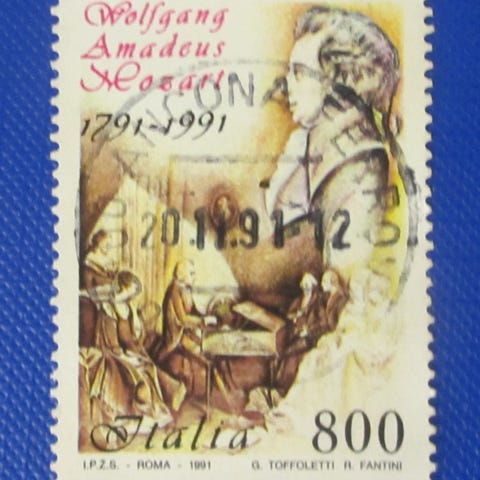 Wolfgang
Amadeus
Mozart
1791-1991
20.11.91-12
Italia 800
I.P.Z.S. - ROMA - 1991 G. TOFFOLETTI R. FANTINI